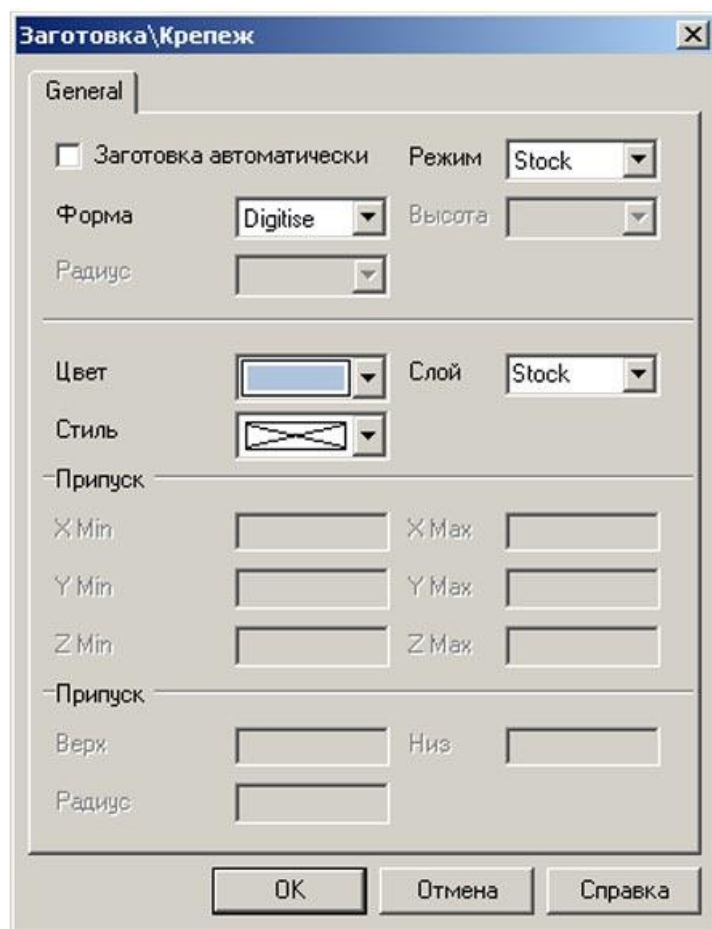 Заготовка\Крепеж
General
Заготовка автоматически Режим Stock
Форма Digitise Высота
Радиус
Цвет Слой Stock
Стиль
Припуск
X Min X Max
Y Min Y Max
Z Min Z Max
Припуск
Верх Низ
Радиус
OK Отмена Справка